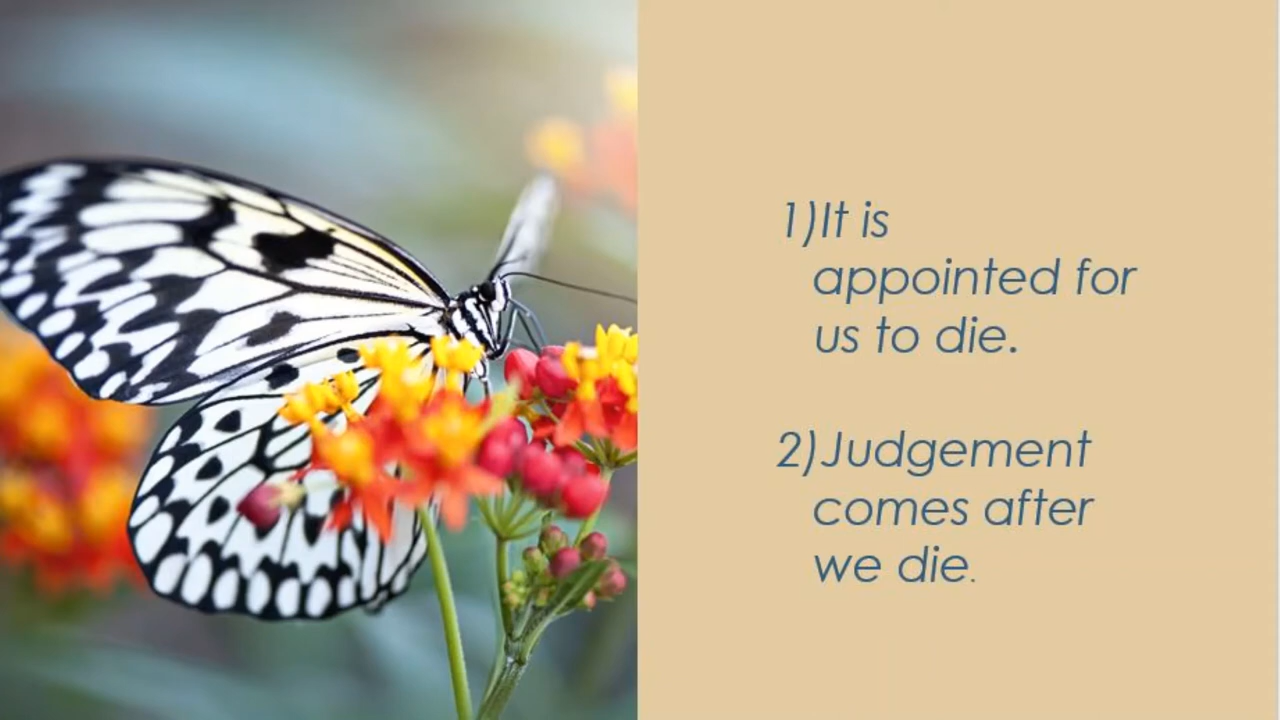 1)It is
appointed for
us to die.
2)Judgement
comes after
we die.